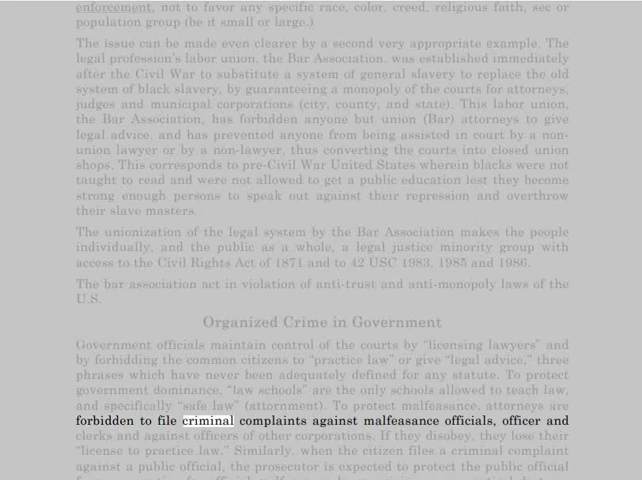 enforcement, not to favor any specific race, color, creed, religious faith, sec or
population group (be it small or large.)
The issue can be made even clearer by a second very appropriate example. The
legal profession's labor union, the Bar Association, was established immediately
after the Civil War to substitute a system of general slavery to replace the old
system of black slavery, by guaranteeing a monopoly of the courts for attorneys,
judges and municipal corporations (city, county, and state). This labor union,
the Bar Association, has forbidden anyone but union (Bar) attorneys to give
legal advice, and has prevented anyone from being assisted in court by a non-
union lawyer or by a non-lawyer, thus converting the courts into closed union
shops, This corresponds to pre-Civil War United States wherein blacks were not
taught to read and were not allowed to get a public education lest they become
strong enough persons to speak out against their repression and overthrow
their slave masters.
The unionization of the legal system by the Bar Association makes the people
individually, and the public as a whole, a legal justice minority group with
access to the Civil Rights Act of 1871 and to 42 USC 1983, 1985 and 1986.
The bar association act in violation of anti-trust and anti-monopoly laws of the
U.S.
Organized Crime in Government
Government officials maintain control of the courts by "licensing lawyers" and
by forbidding the common citizens to "practice law" or give "legal advice," three
phrases which have never been adequately defined for any statute. To protect
government dominance, "law schools" are the only schools allowed to teach law,
and specifically "safe law" (attornment). To protect malfeasance, attorneys are
forbidden to file criminal complaints against malfeasance officials, officer and
clerks and against officers of other corporations. If they disobey, they lose their
"license to practice law." Similarly, when the citizen files a criminal complaint
against a public official, the prosecutor is expected to protect the public official